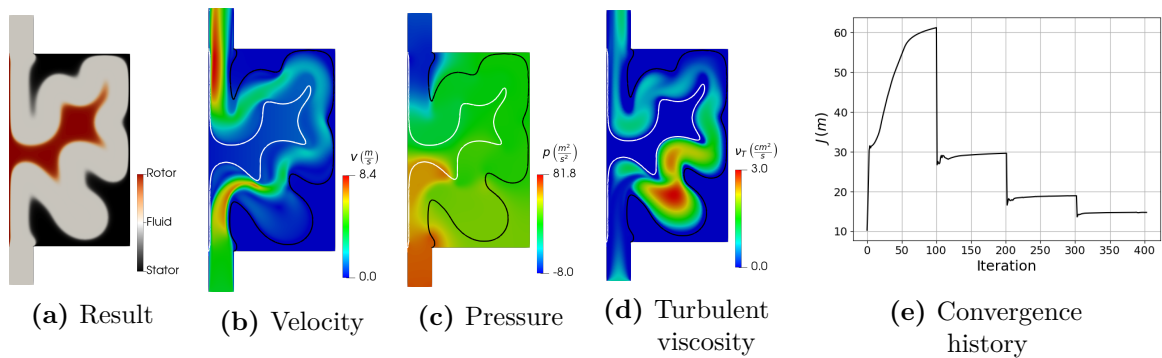 Rotor
Fluid
Stator
(a) Result
V (m/s)
8.4
0.0
(b) Velocity
p (m²/s²)
81.8
-8.0
(c) Pressure
ν_T (cm²/s)
3.0
0.0
(d) Turbulent
viscosity
J (m)
60
50
40
30
20
10
0 50 100 150 200 250 300 350 400
Iteration
(e) Convergence
history